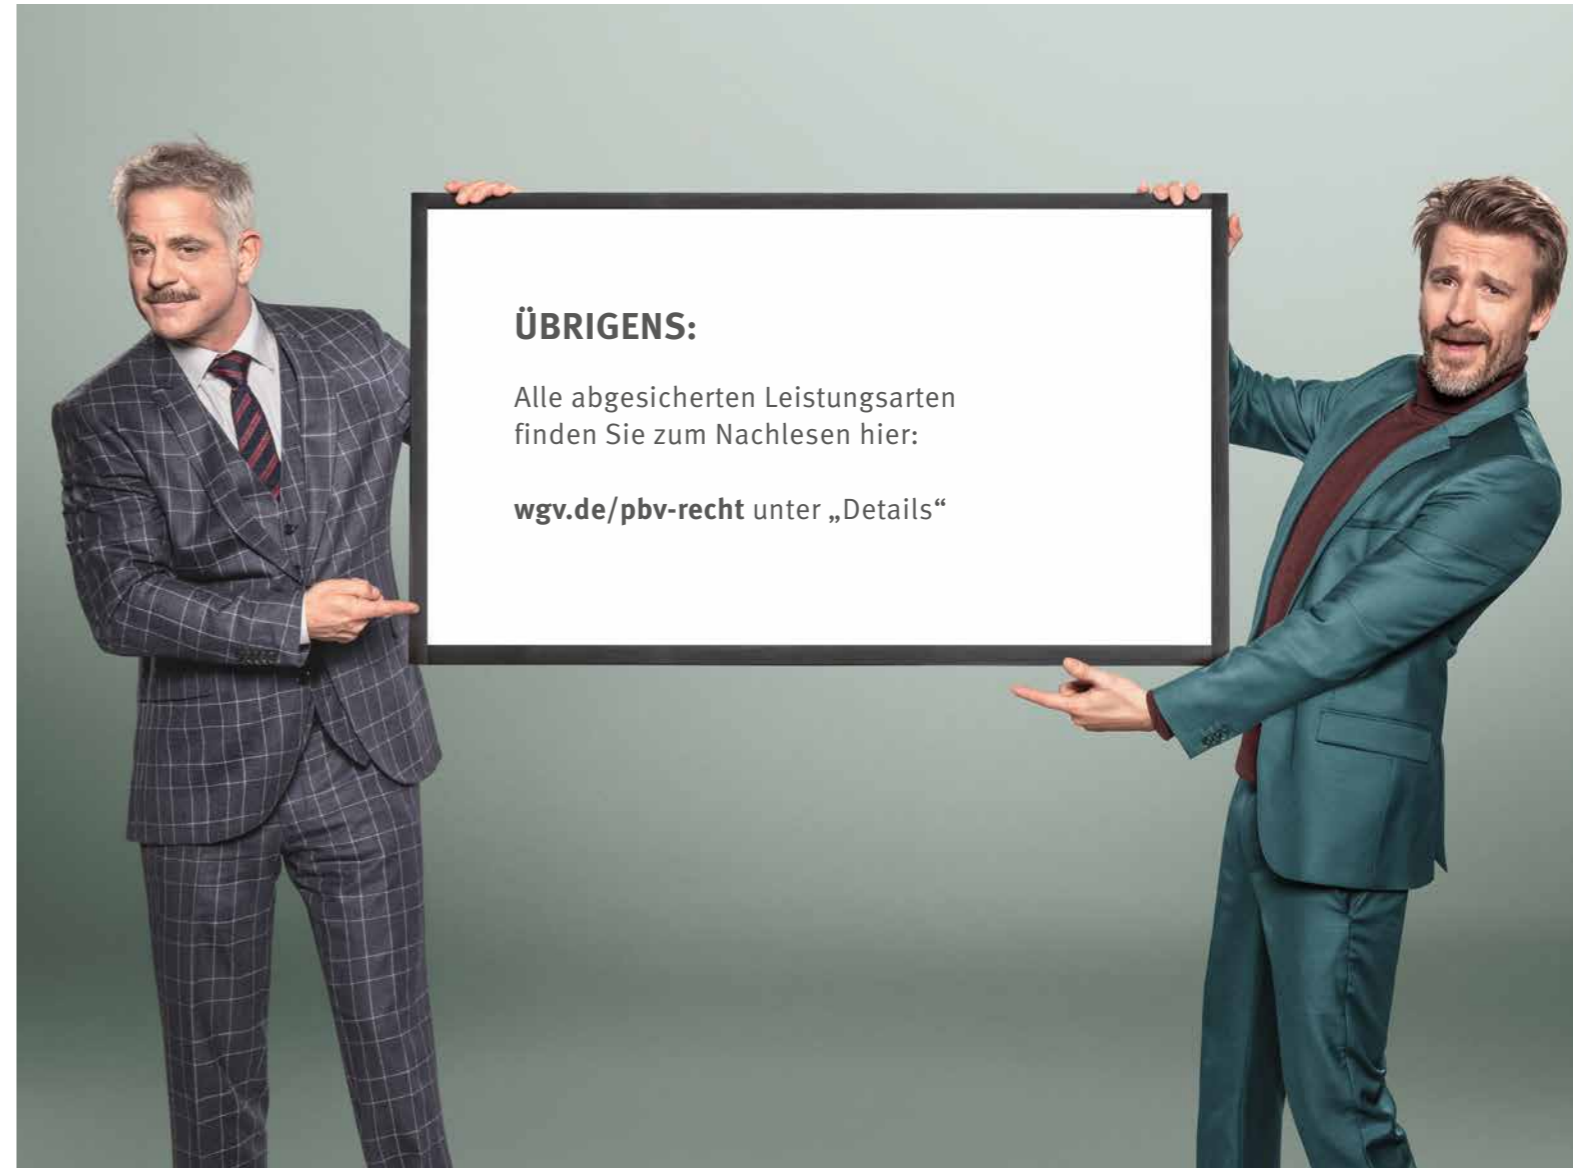 ÜBRIGENS:
Alle abgesicherten Leistungsarten
finden Sie zum Nachlesen hier:
wgv.de/pbv-recht unter „Details“